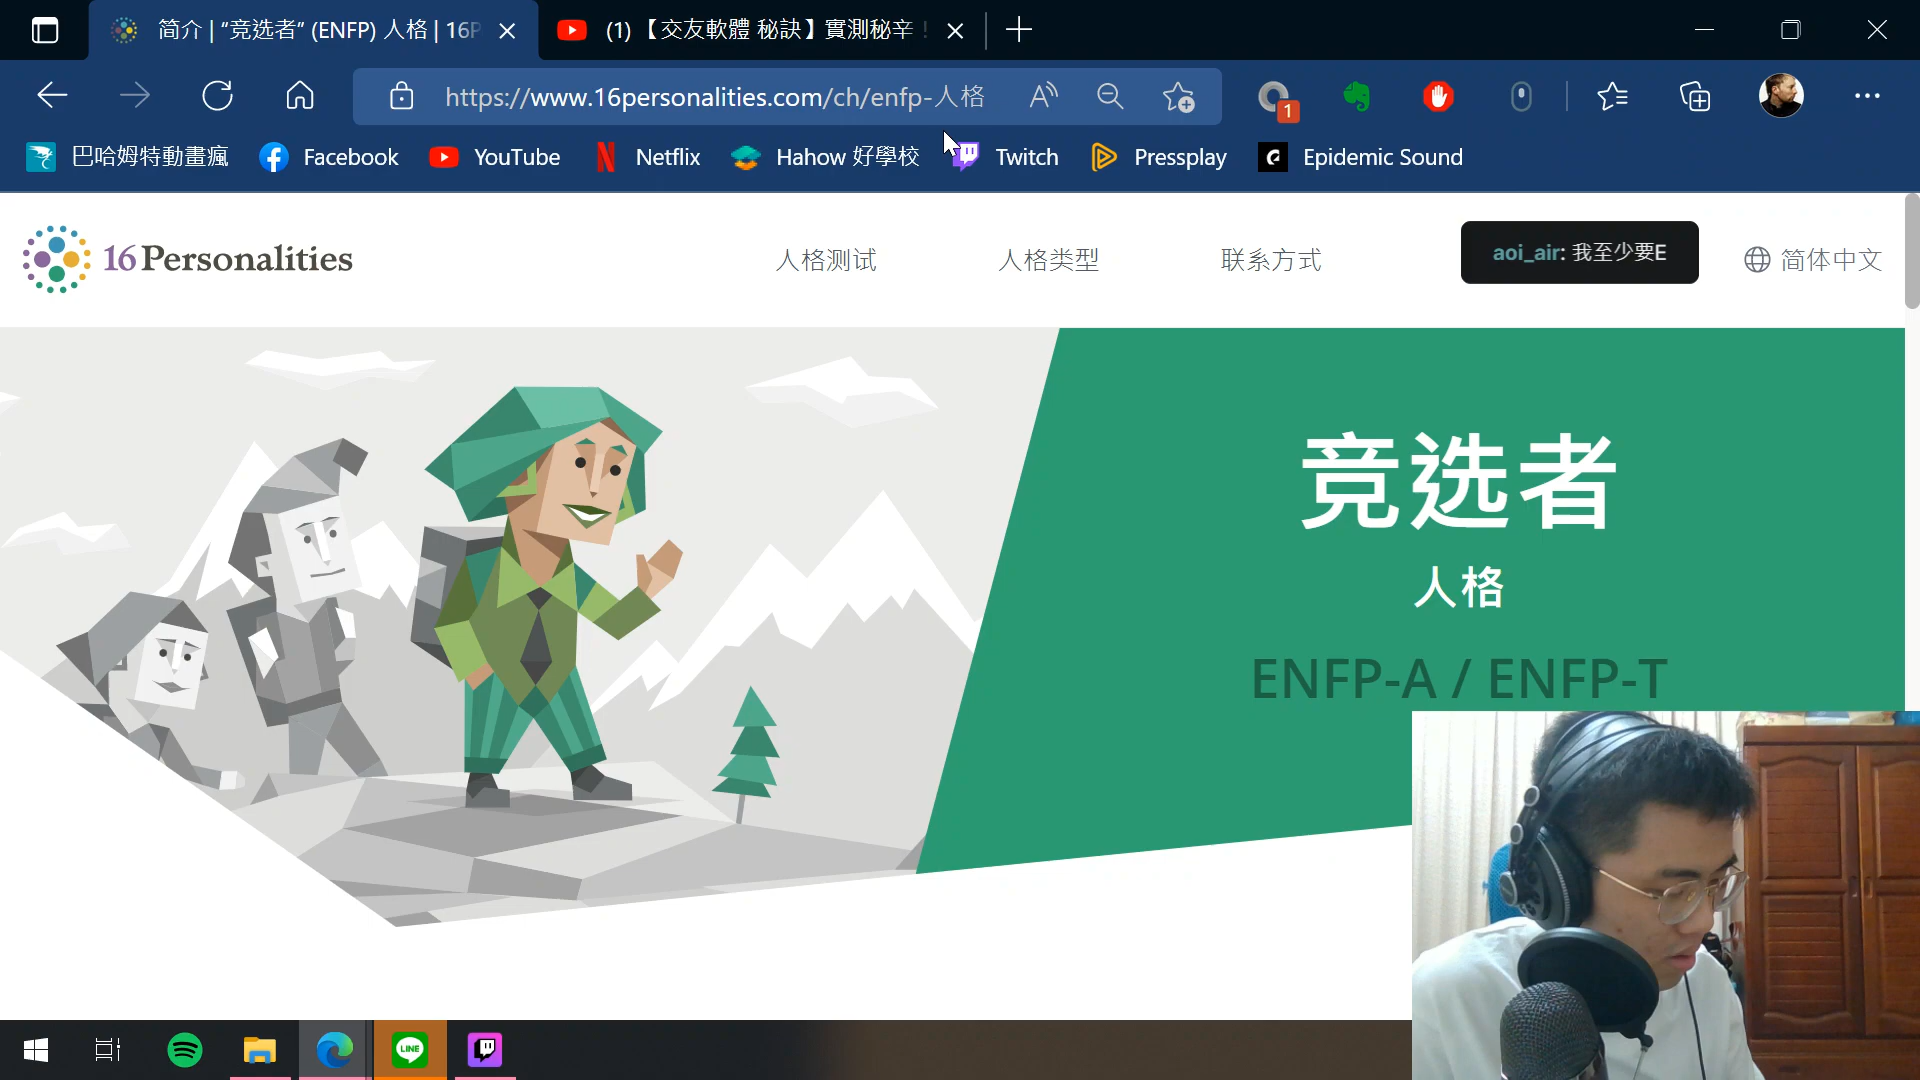 简介 | “竞选者” (ENFP) 人格 | 16P
(1) 【交友軟體 秘訣】實測秘辛！
https://www.16personalities.com/ch/enfp-人格
1
巴哈姆特動畫瘋
Facebook
YouTube
Netflix
Hahow 好學校
Twitch
Pressplay
Epidemic Sound
16Personalities
人格测试
人格类型
联系方式
aoi_air: 我至少要E
简体中文
竞选者
人格
ENFP-A / ENFP-T
LINE